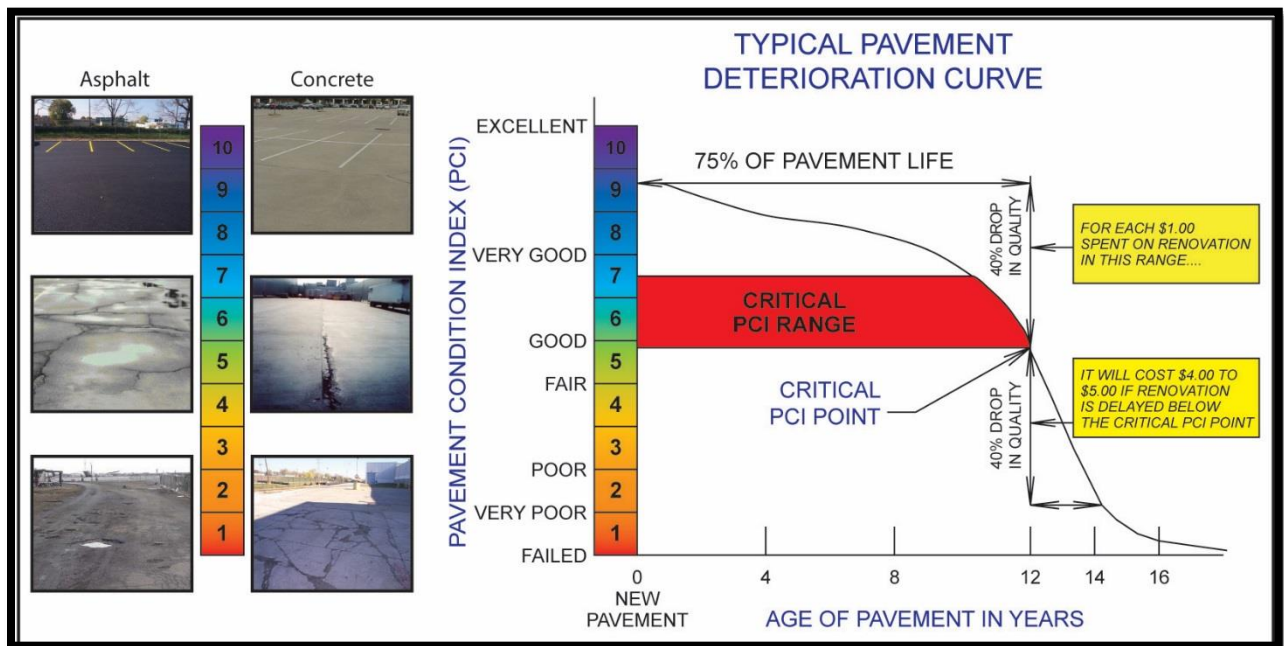 TYPICAL PAVEMENT
DETERIORATION CURVE
Asphalt
Concrete
10
9
8
7
6
5
4
3
2
1
PAVEMENT CONDITION INDEX (PCI)
EXCELLENT
VERY GOOD
GOOD
FAIR
POOR
VERY POOR
FAILED
10
9
8
7
6
5
4
3
2
1
75% OF PAVEMENT LIFE
40% DROP
IN QUALITY
FOR EACH $1.00
SPENT ON RENOVATION
IN THIS RANGE....
CRITICAL
PCI RANGE
CRITICAL
PCI POINT
40% DROP
IN QUALITY
IT WILL COST $4.00 TO
$5.00 IF RENOVATION
IS DELAYED BELOW
THE CRITICAL PCI POINT
0
4
8
12
14
16
NEW
PAVEMENT
AGE OF PAVEMENT IN YEARS